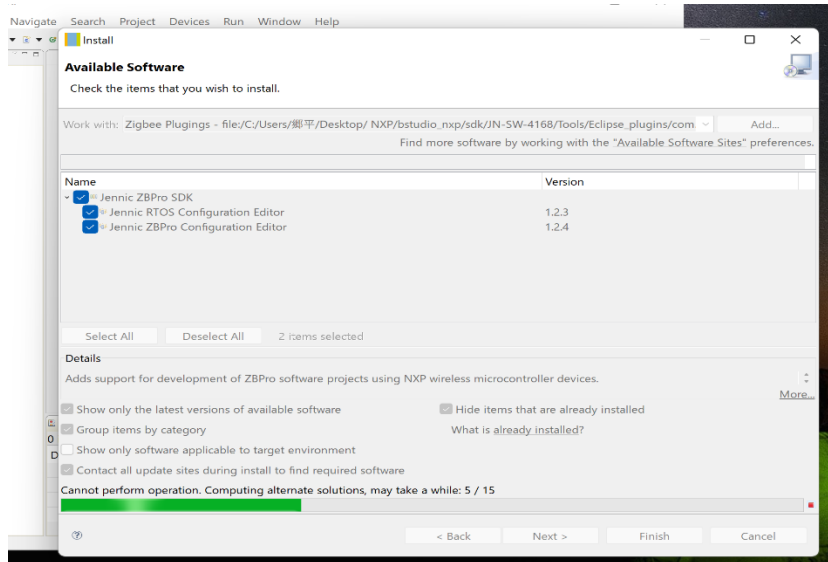 Navigate Search Project Devices Run Window Help
Install
Available Software
Check the items that you wish to install.
Work with: Zigbee Plugings - file:/C:/Users/郷平/Desktop/ NXP/bstudio_nxp/sdk/JN-SW-4168/Tools/Eclipse_plugins/com Add...
Find more software by working with the "Available Software Sites" preferences.
Name Version
Jennic ZBPro SDK
Jennic RTOS Configuration Editor 1.2.3
Jennic ZBPro Configuration Editor 1.2.4
Select All Deselect All 2 items selected
Details
Adds support for development of ZBPro software projects using NXP wireless microcontroller devices.
More...
Show only the latest versions of available software Hide items that are already installed
Group items by category What is already installed?
Show only software applicable to target environment
Contact all update sites during install to find required software
Cannot perform operation. Computing alternate solutions, may take a while: 5 / 15
< Back Next > Finish Cancel